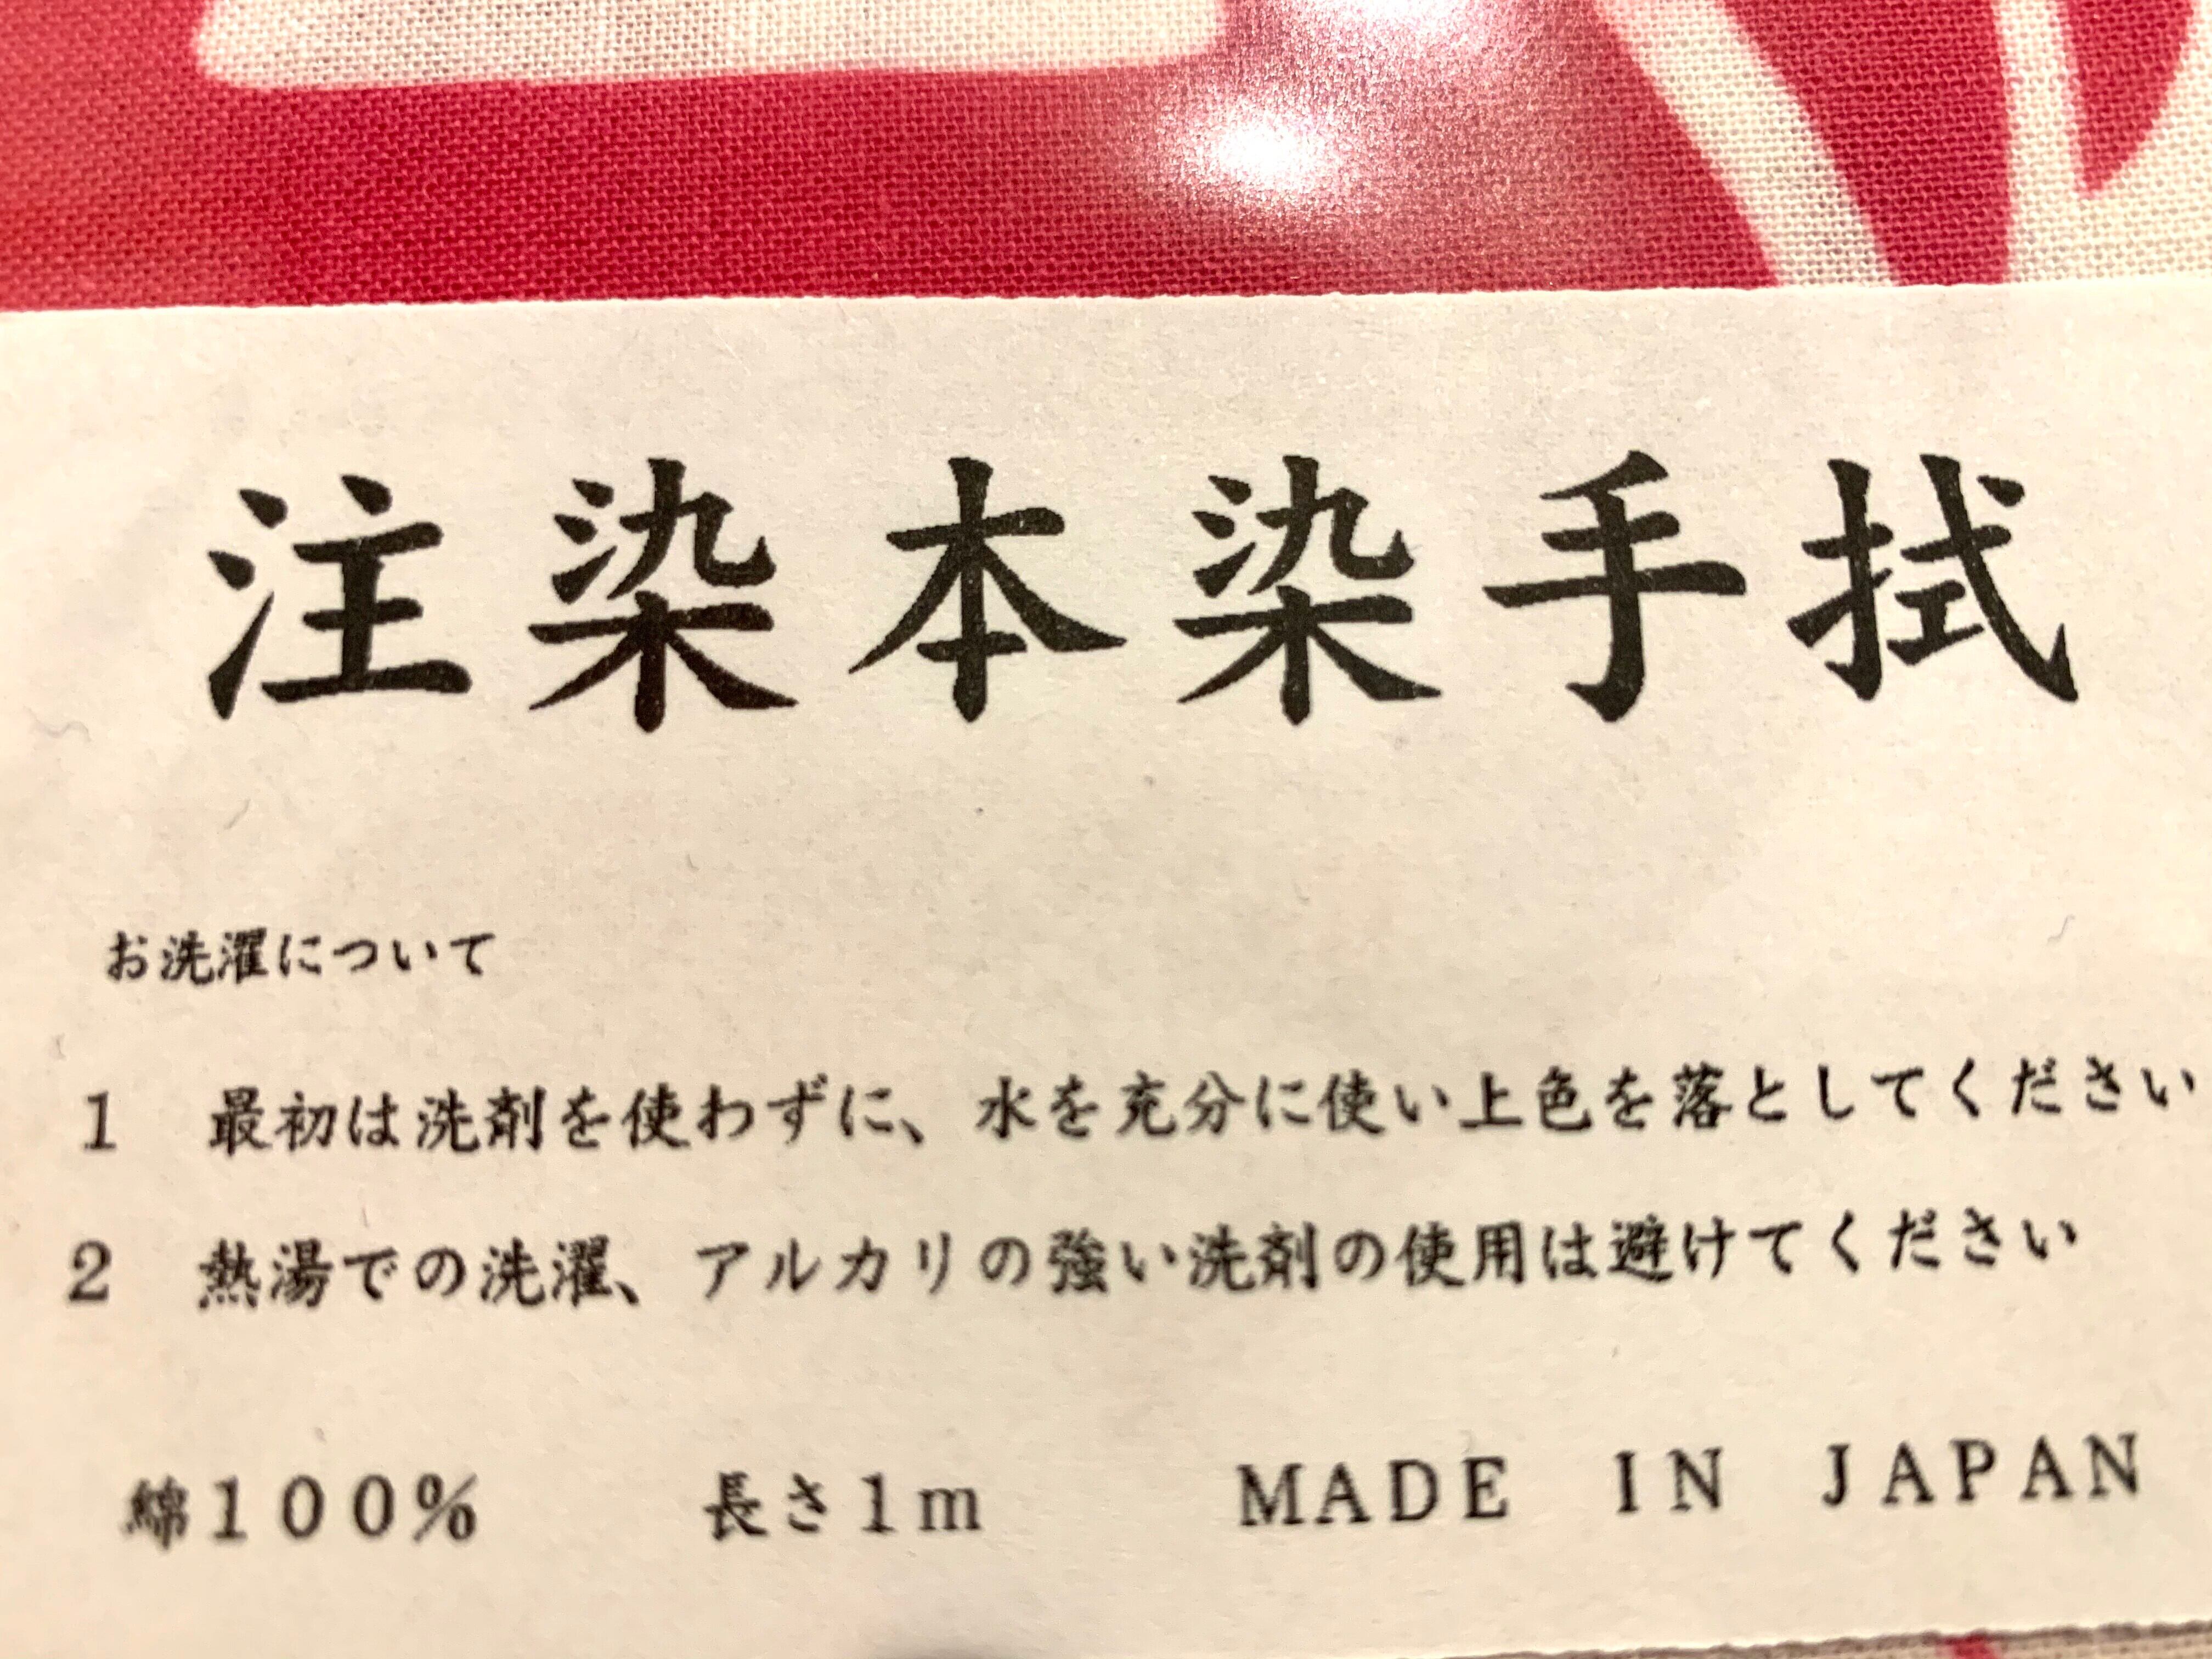 注染本染手拭
お洗濯について
1　最初は洗剤を使わずに、水を充分に使い上色を落としてください
2　熱湯での洗濯、アルカリの強い洗剤の使用は避けてください
綿100%　長さ1m　MADE IN JAPAN